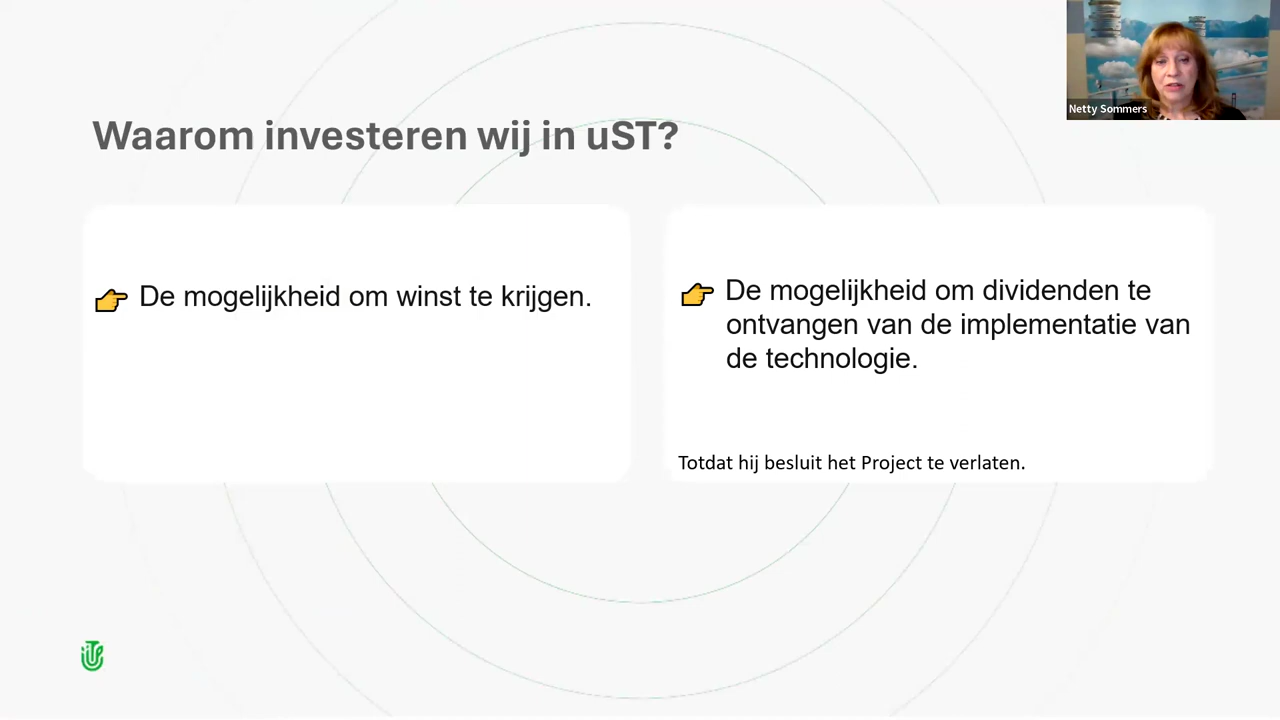 Netty Sommers
Waarom investeren wij in uST?
De mogelijkheid om winst te krijgen.
De mogelijkheid om dividenden te
ontvangen van de implementatie van
de technologie.
Totdat hij besluit het Project te verlaten.